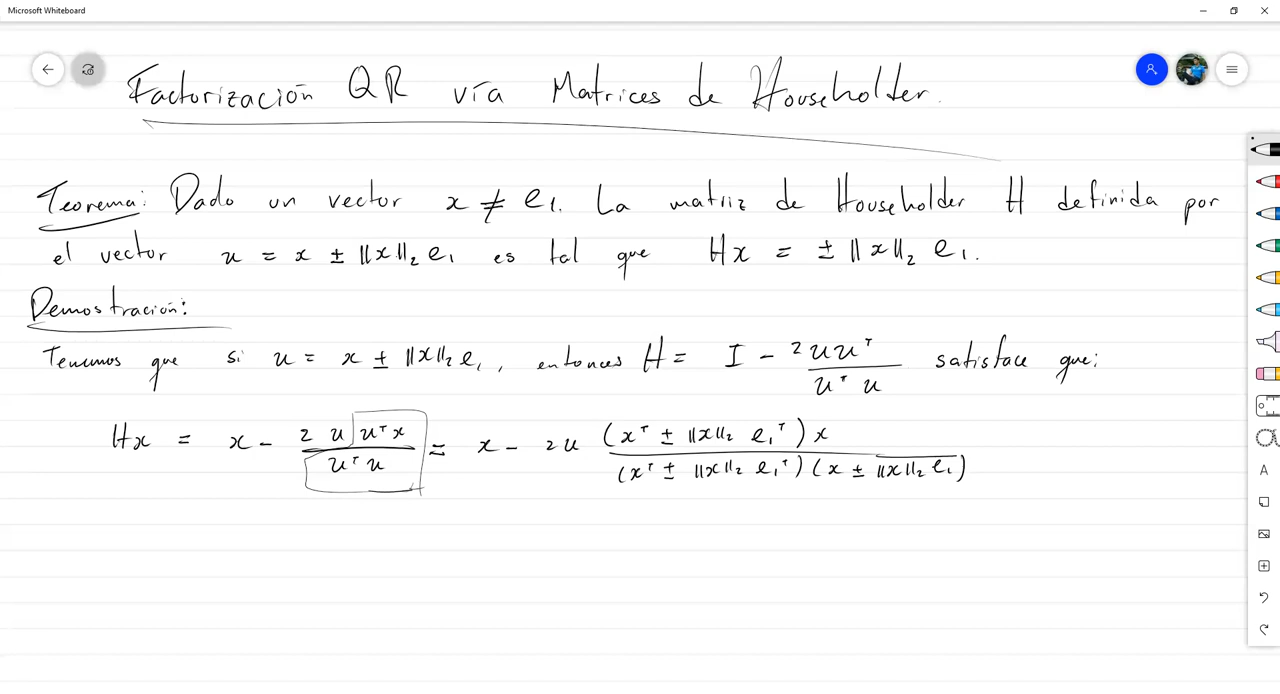 Microsoft Whiteboard
Factorización QR vía Matrices de Householder.
Teorema: Dado un vector x ≠ e₁. La matriz de Householder H definida por
el vector u = x ± ||x||₂ e₁ es tal que Hx = ± ||x||₂ e₁.
Demostración:
Tenemos que si u = x ± ||x||₂ e₁, entonces H = I - 2uuᵀ / uᵀu satisface que:
Hx = x - 2u uᵀx / uᵀu = x - 2u (xᵀ ± ||x||₂ e₁ᵀ)x / (xᵀ ± ||x||₂ e₁ᵀ)(x ± ||x||₂ e₁)
A